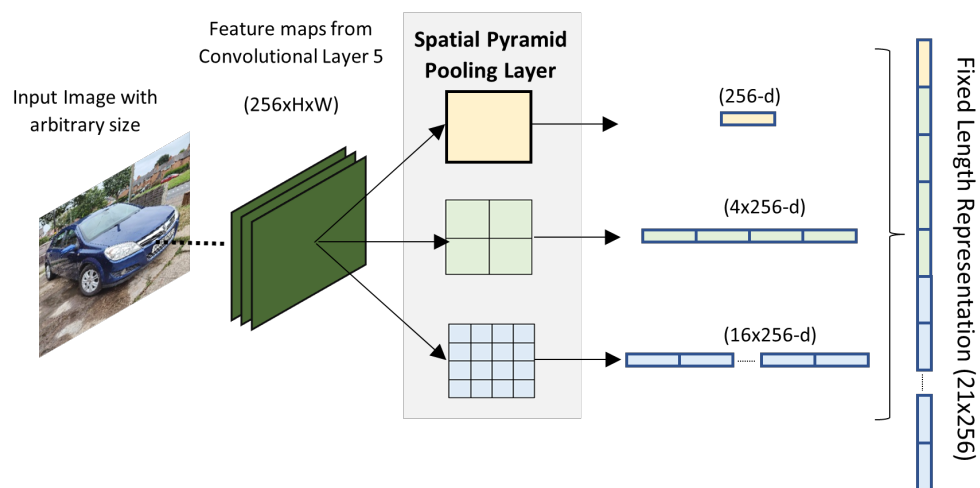 Input Image with
arbitrary size
Feature maps from
Convolutional Layer 5
(256xHxW)
Spatial Pyramid
Pooling Layer
(256-d)
(4x256-d)
(16x256-d)
Fixed Length Representation (21x256)